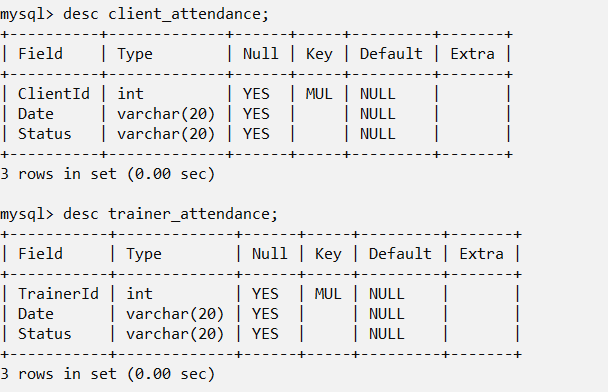 mysql> desc client_attendance;
+----------+-------------+------+-----+---------+-------+
| Field    | Type        | Null | Key | Default | Extra |
+----------+-------------+------+-----+---------+-------+
| ClientId | int         | YES  | MUL | NULL    |       |
| Date     | varchar(20) | YES  |     | NULL    |       |
| Status   | varchar(20) | YES  |     | NULL    |       |
+----------+-------------+------+-----+---------+-------+
3 rows in set (0.00 sec)
mysql> desc trainer_attendance;
+-----------+-------------+------+-----+---------+-------+
| Field     | Type        | Null | Key | Default | Extra |
+-----------+-------------+------+-----+---------+-------+
| TrainerId | int         | YES  | MUL | NULL    |       |
| Date      | varchar(20) | YES  |     | NULL    |       |
| Status    | varchar(20) | YES  |     | NULL    |       |
+-----------+-------------+------+-----+---------+-------+
3 rows in set (0.00 sec)